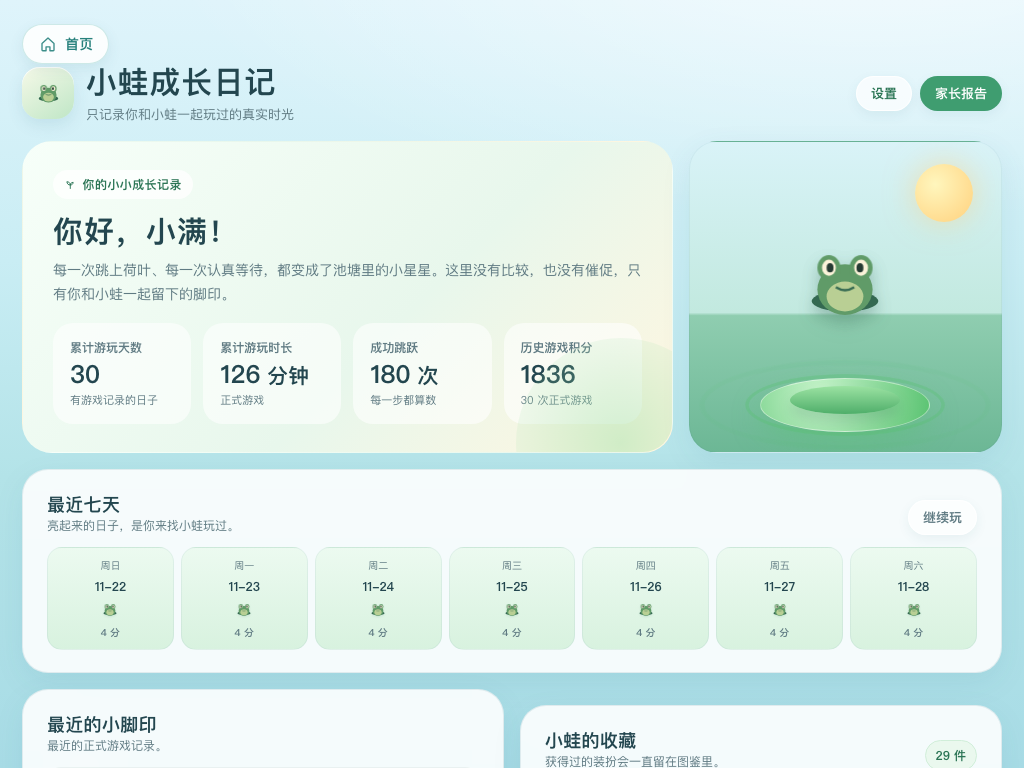 首页
小蛙成长日记
只记录你和小蛙一起玩过的真实时光
设置
家长报告
你的小小成长记录
你好，小满！
每一次跳上荷叶、每一次认真等待，都变成了池塘里的小星星。这里没有比较，也没有催促，只
有你和小蛙一起留下的脚印。
累计游玩天数
30
有游戏记录的日子
累计游玩时长
126 分钟
正式游戏
成功跳跃
180 次
每一步都算数
历史游戏积分
1836
30 次正式游戏
最近七天
亮起来的日子，是你来找小蛙玩过。
继续玩
周日
11-22
4 分
周一
11-23
4 分
周二
11-24
4 分
周三
11-25
4 分
周四
11-26
4 分
周五
11-27
4 分
周六
11-28
4 分
最近的小脚印
最近的正式游戏记录。
小蛙的收藏
获得过的装扮会一直留在图鉴里。
29 件